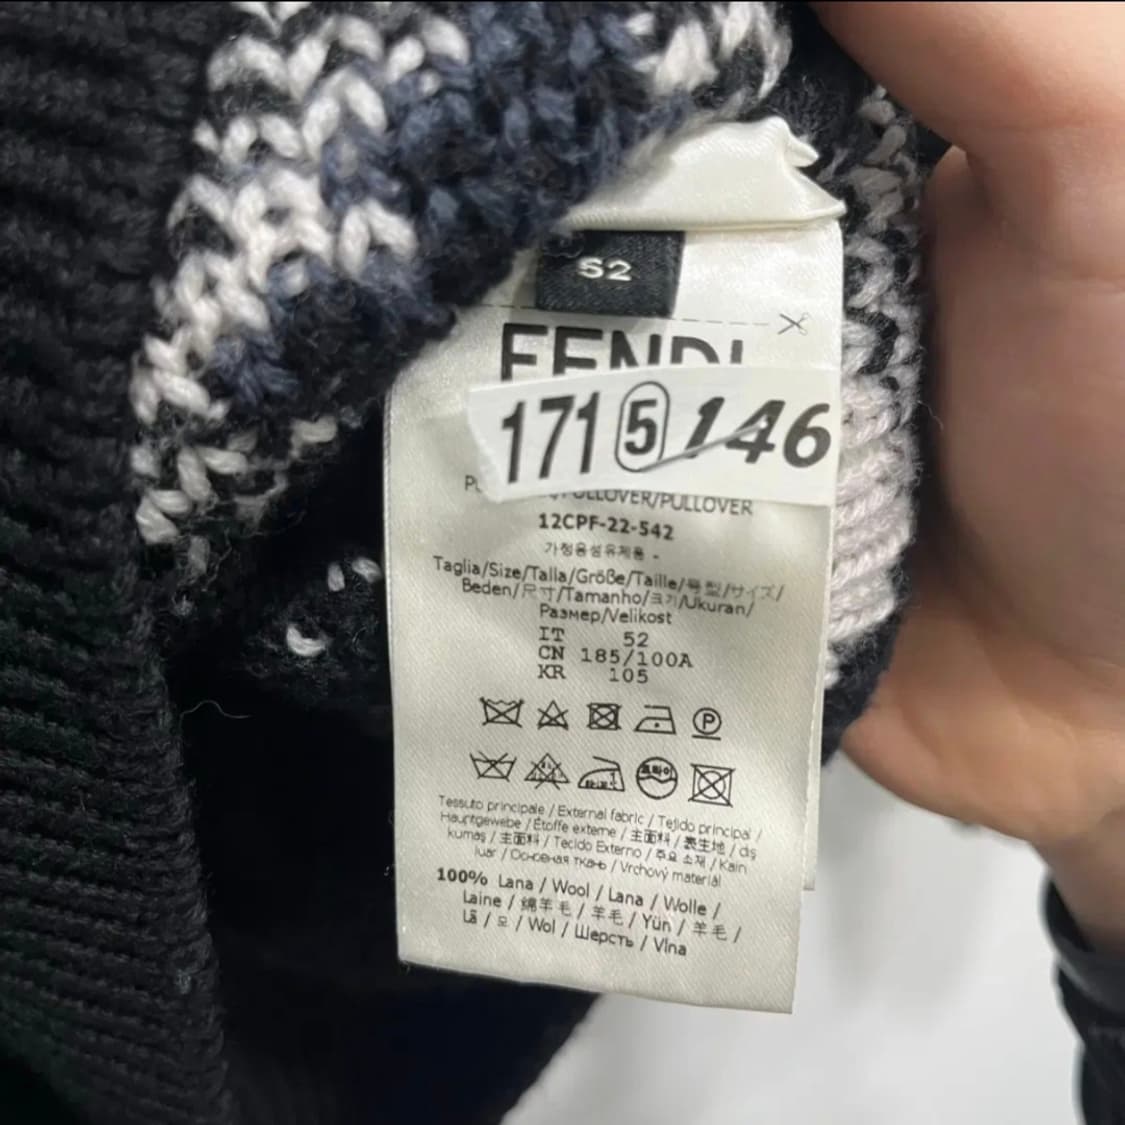 52
FENDI
171 5 146
PULLOVER/PULLOVER
12CPF-22-542
가정용섬유제품 -
Taglia/Size/Talla/Größe/Taille/号型/サイズ/
Beden/尺寸/Tamanho/크기/Ukuran/
Размер/Velikost
IT 52
CN 185/100A
KR 105
P
드라이
Tessuto principale / External fabric / Tejido principal /
Hauptgewebe / Étoffe externe / 主面料 / 表生地 / dış
kumaş / 主面料 / Tecido Externo / 주요 소재 / Kain
luar / Основная ткань / Vrchový materiál
100% Lana / Wool / Lana / Wolle /
Laine / 绵羊毛 / 羊毛 / Yün / 羊毛 /
Lã / 모 / Wol / Шерсть / Vlna